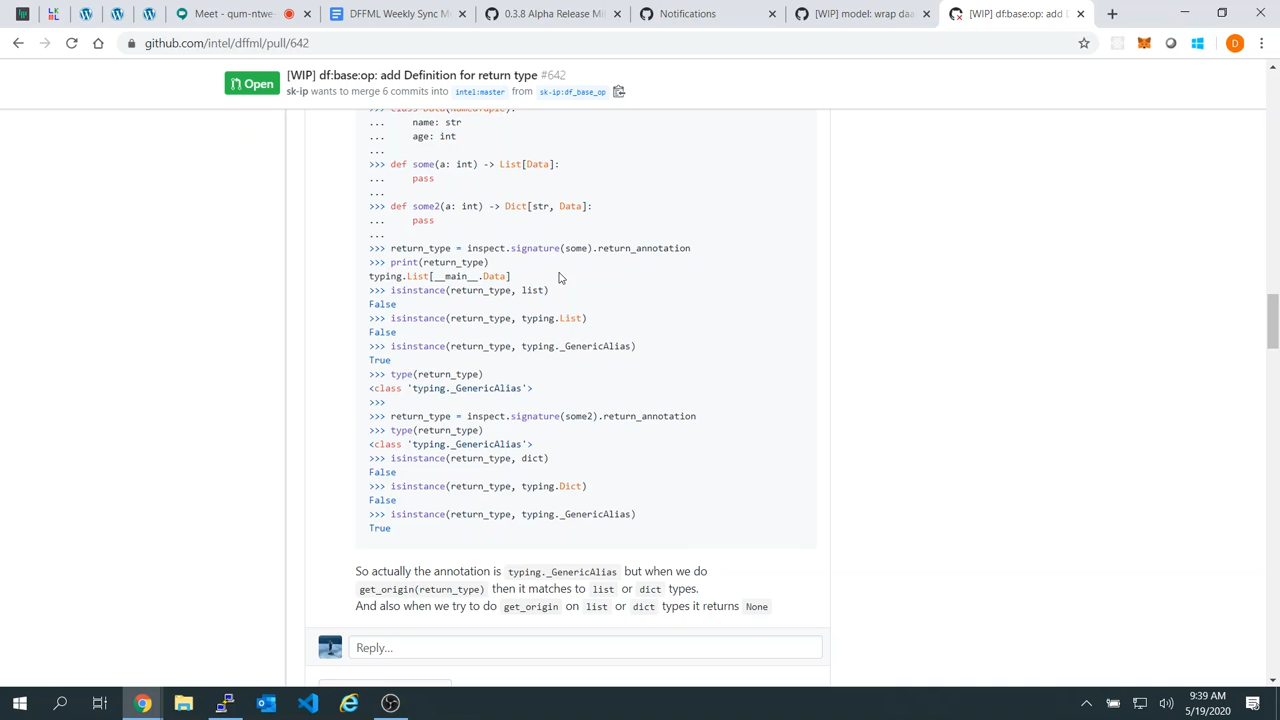 Meet - qum-ntwe
DFFML Weekly Sync M
0.3.8 Alpha Release Mil
Notifications
[WIP] model: wrap daa
[WIP] df:base:op: add D
github.com/intel/dffml/pull/642
Open
[WIP] df:base:op: add Definition for return type #642
sk-ip wants to merge 6 commits into intel:master from sk-ip:df_base_op
>>> class Data(NamedTuple):
... name: str
... age: int
...
>>> def some(a: int) -> List[Data]:
... pass
...
>>> def some2(a: int) -> Dict[str, Data]:
... pass
...
>>> return_type = inspect.signature(some).return_annotation
>>> print(return_type)
typing.List[__main__.Data]
>>> isinstance(return_type, list)
False
>>> isinstance(return_type, typing.List)
False
>>> isinstance(return_type, typing._GenericAlias)
True
>>> type(return_type)
<class 'typing._GenericAlias'>
>>>
>>> return_type = inspect.signature(some2).return_annotation
>>> type(return_type)
<class 'typing._GenericAlias'>
>>> isinstance(return_type, dict)
False
>>> isinstance(return_type, typing.Dict)
False
>>> isinstance(return_type, typing._GenericAlias)
True
So actually the annotation is typing._GenericAlias but when we do
get_origin(return_type) then it matches to list or dict types.
And also when we try to do get_origin on list or dict types it returns None
Reply...
9:39 AM
5/19/2020